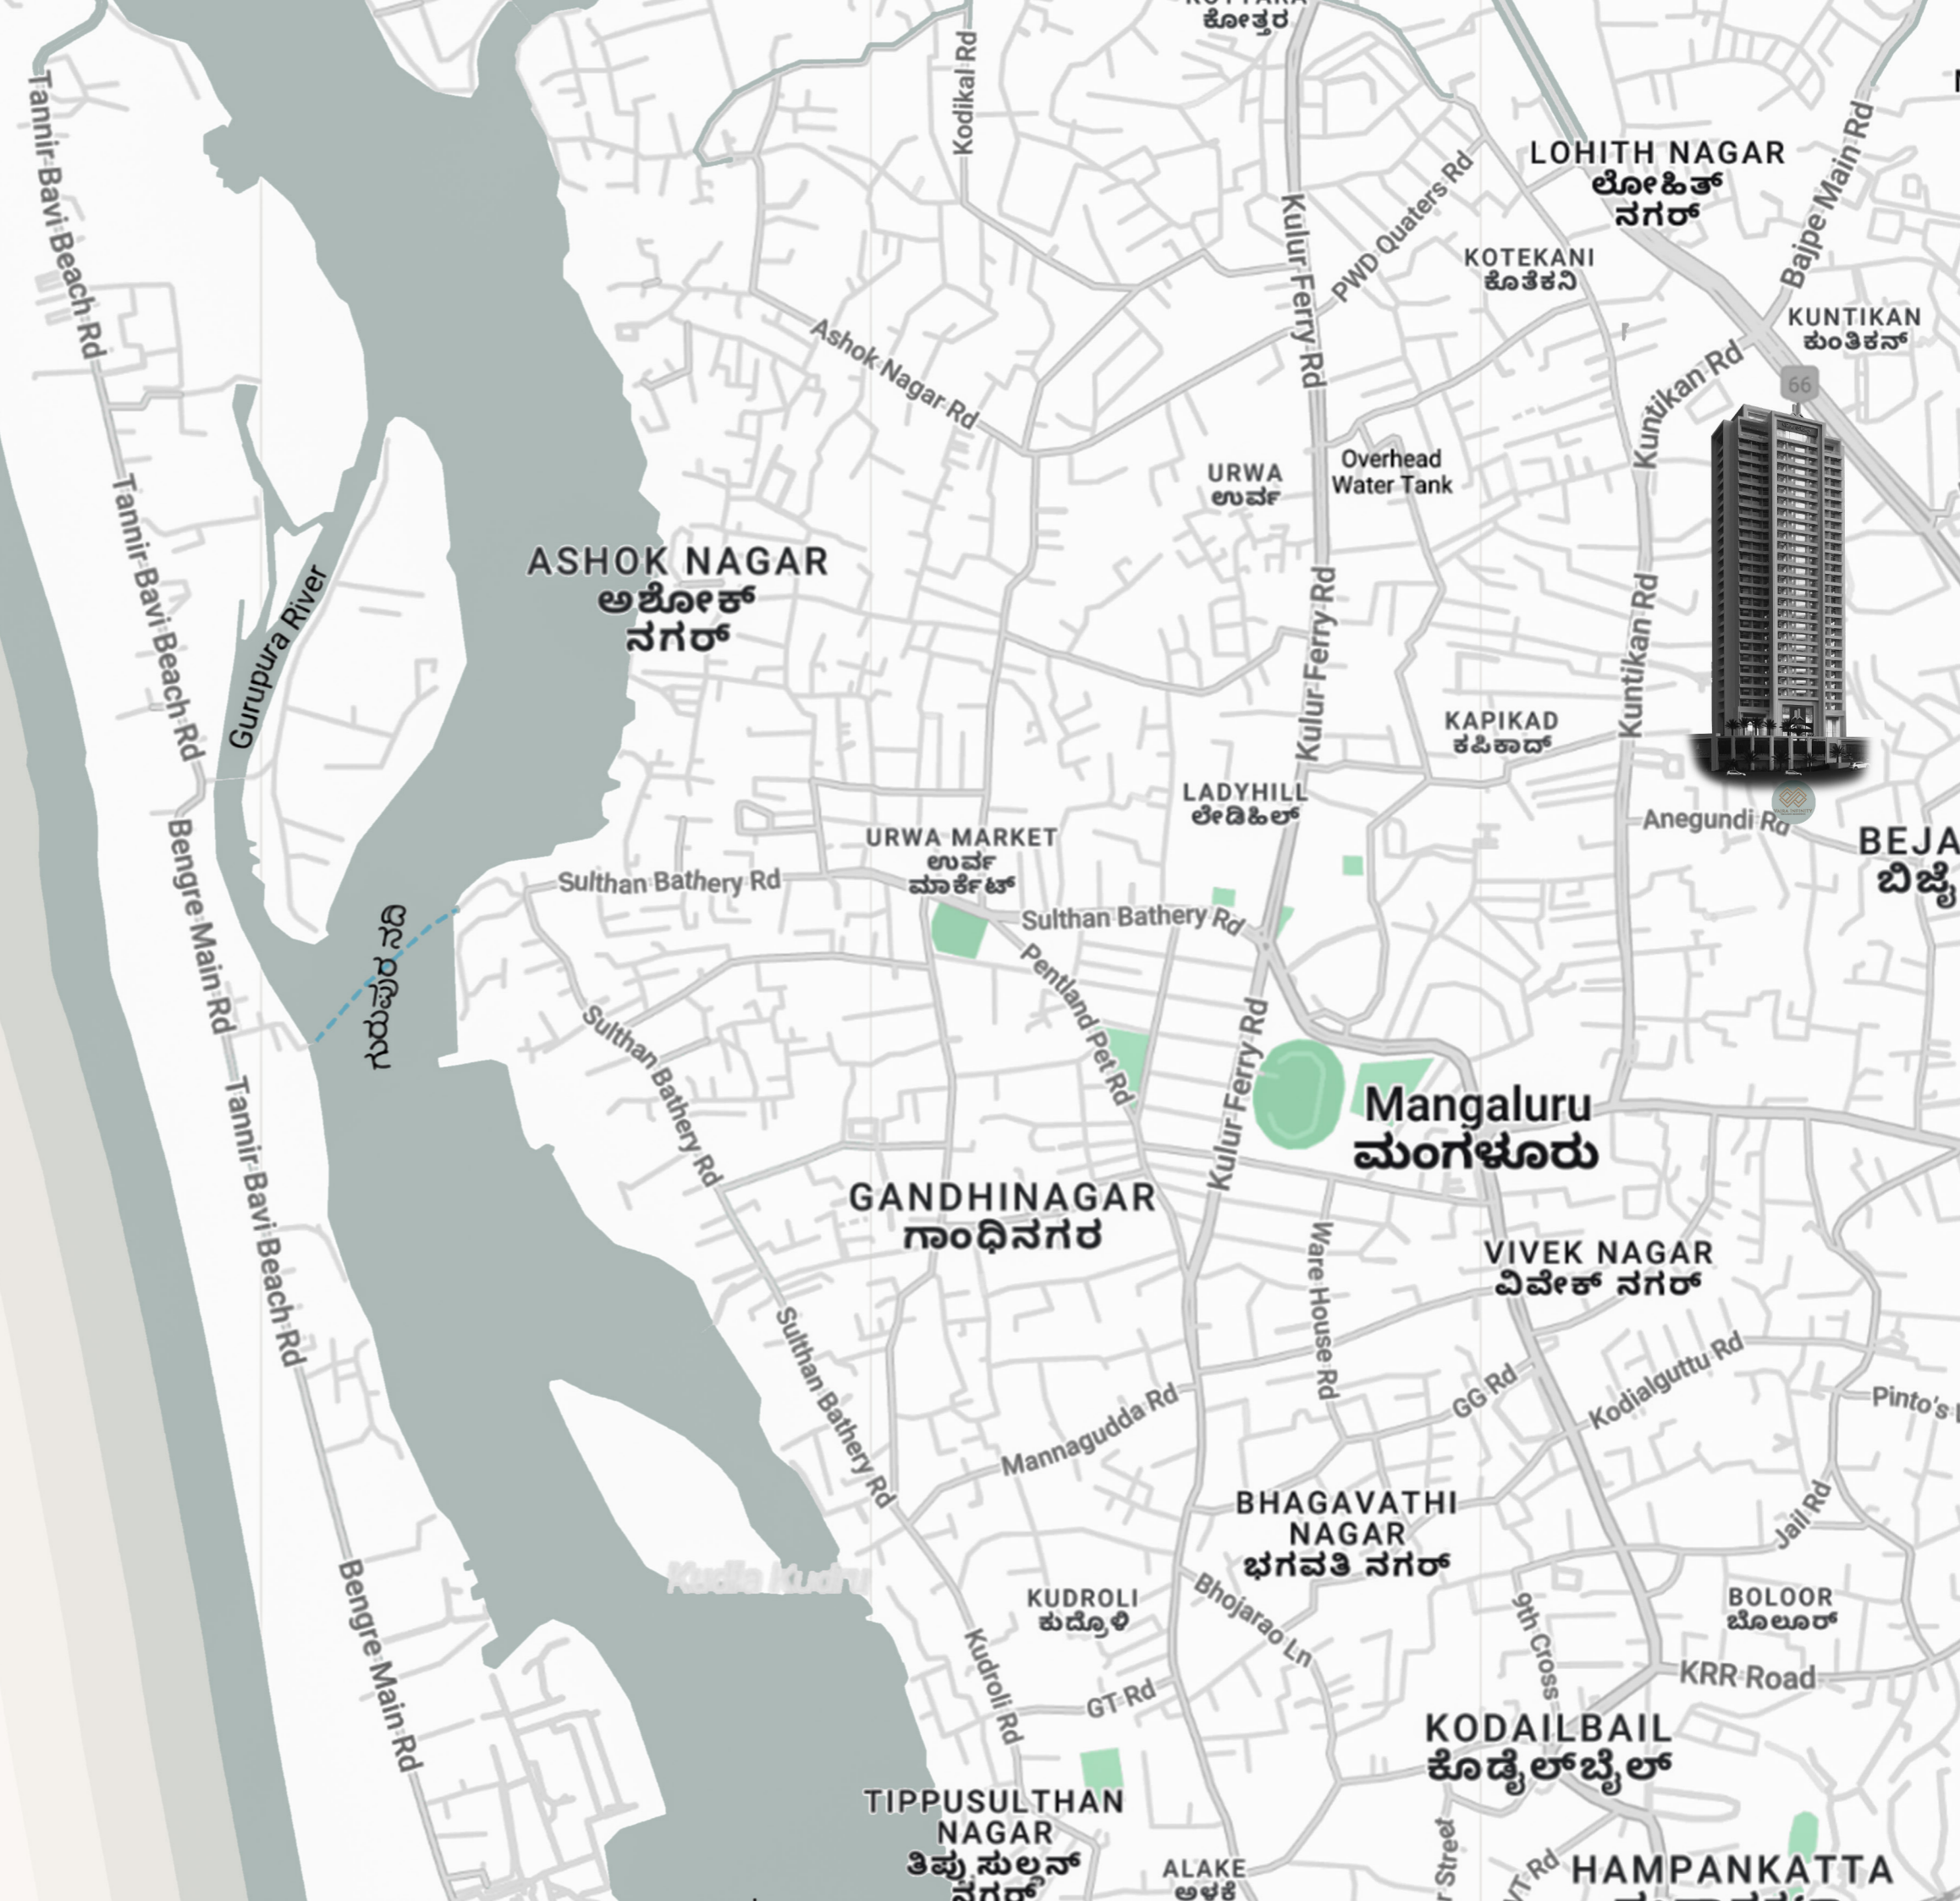 ಕೋತ್ತರ
Kodikal Rd
Tannir Bavi Beach Rd
LOHITH NAGAR
ಲೋಹಿತ್
ನಗರ್
Bajpe Main Rd
Kulur Ferry Rd
PWD Quaters Rd
KOTEKANI
ಕೊತೆಕನಿ
KUNTIKAN
ಕುಂತಿಕನ್
Ashok Nagar Rd
Kuntikan Rd
66
URWA
ಉರ್ವ
Overhead
Water Tank
Tannir Bavi Beach Rd
ASHOK NAGAR
ಅಶೋಕ್
ನಗರ್
Gurupura River
Kulur Ferry Rd
Kuntikan Rd
KAPIKAD
ಕಪಿಕಾದ್
LADYHILL
ಲೇಡಿಹಿಲ್
Anegundi Rd
BEJA
ಬಿಜೈ
URWA MARKET
ಉರ್ವ
ಮಾರ್ಕೆಟ್
Sulthan Bathery Rd
Sulthan Bathery Rd
Bengre Main Rd
ಗುರುಪುರ ನದಿ
Pentland Pet Rd
Sulthan Bathery Rd
Kulur Ferry Rd
Mangaluru
ಮಂಗಳೂರು
Tannir Bavi Beach Rd
GANDHINAGAR
ಗಾಂಧಿನಗರ
Ware House Rd
VIVEK NAGAR
ವಿವೇಕ್ ನಗರ್
Sulthan Bathery Rd
Mannagudda Rd
GG Rd
Kodialguttu Rd
Pinto's
BHAGAVATHI
NAGAR
ಭಗವತಿ ನಗರ್
Jail Rd
Kudla Kudru
Bengre Main Rd
KUDROLI
ಕುದ್ರೊಳಿ
Bhojarao Ln
9th Cross
BOLOOR
ಬೊಲೂರ್
Kudroli Rd
GT Rd
KRR Road
KODAILBAIL
ಕೊಡೈಲ್‌ಬೈಲ್
TIPPUSULTHAN
NAGAR
ತಿಪ್ಪುಸುಲ್ತನ್
ನಗರ್
ALAKE
ಅಳಕೆ
Street
VT Rd
HAMPANKATTA